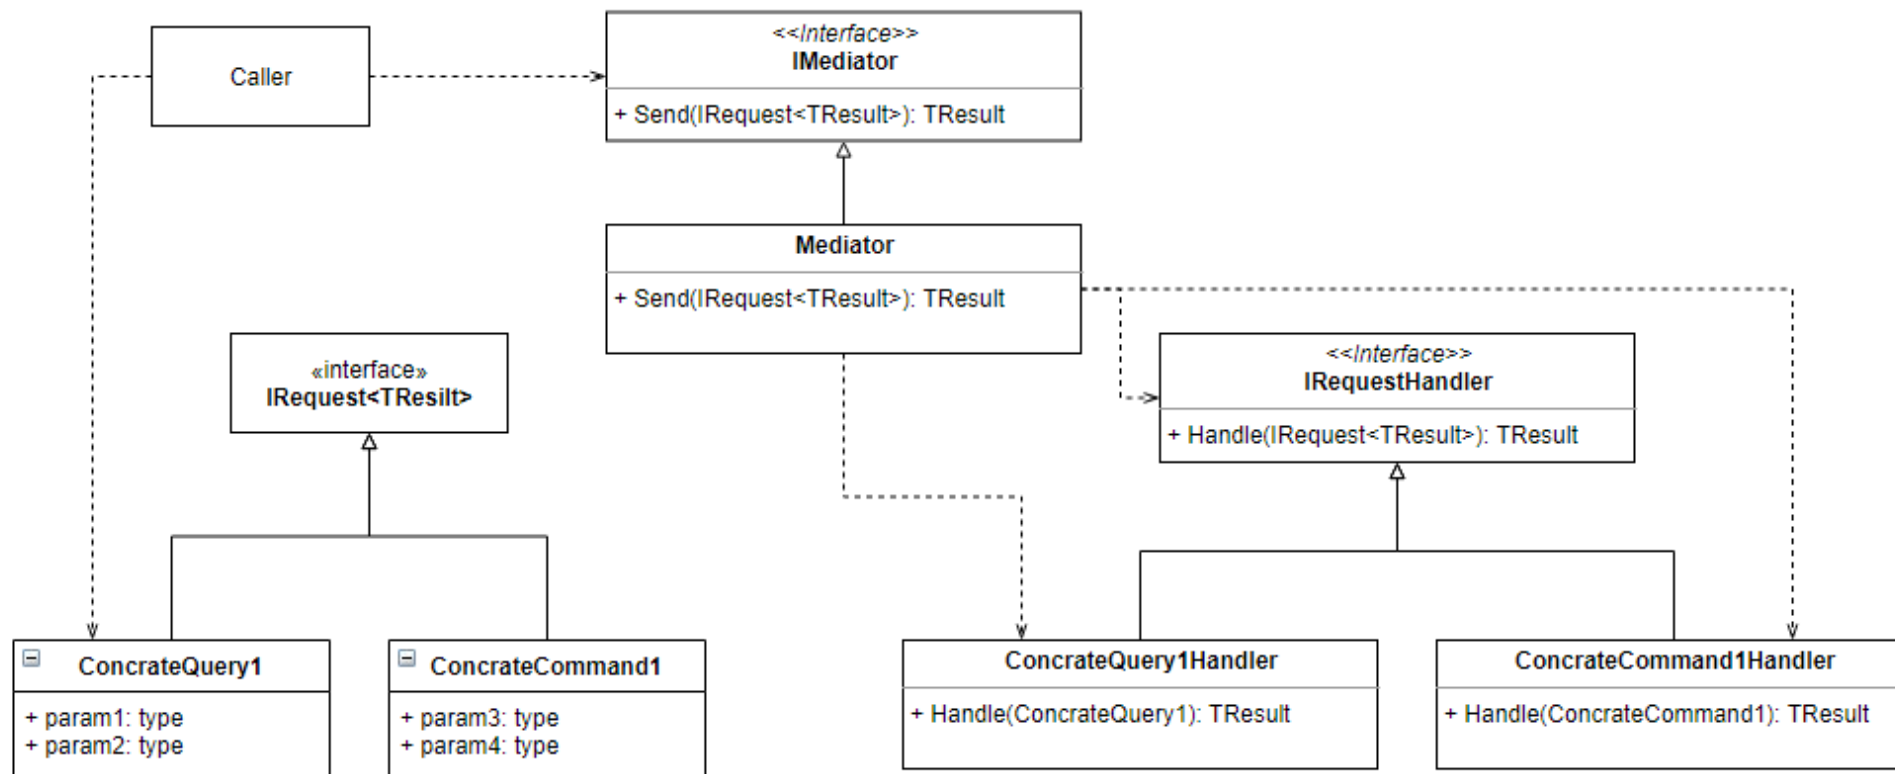 Caller
<<Interface>>
IMediator
+ Send(IRequest<TResult>): TResult
Mediator
+ Send(IRequest<TResult>): TResult
«interface»
IRequest<TResilt>
<<Interface>>
IRequestHandler
+ Handle(IRequest<TResult>): TResult
ConcrateQuery1
+ param1: type
+ param2: type
ConcrateCommand1
+ param3: type
+ param4: type
ConcrateQuery1Handler
+ Handle(ConcrateQuery1): TResult
ConcrateCommand1Handler
+ Handle(ConcrateCommand1): TResult